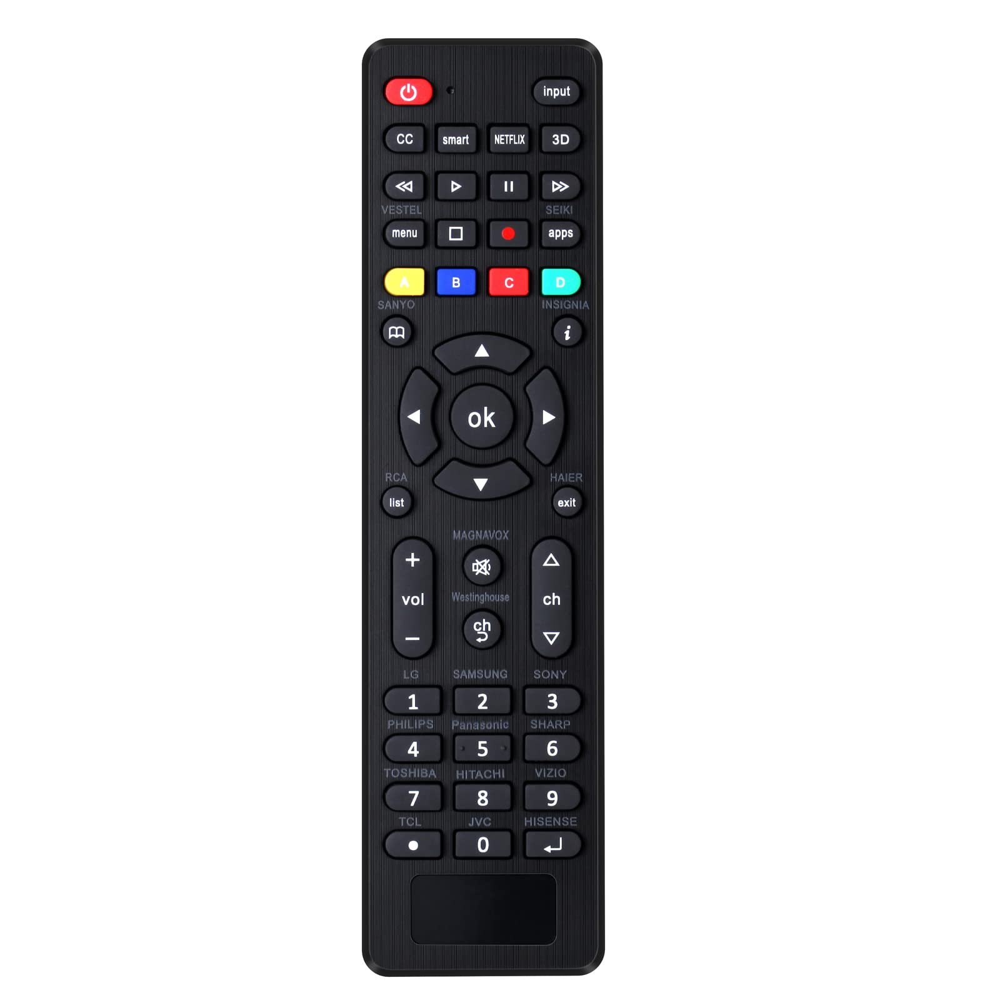 input
CC smart NETFLIX 3D
VESTEL SEIKI
menu apps
A B C D
SANYO INSIGNIA
i
ok
RCA HAIER
list exit
MAGNAVOX
+
vol ch
Westinghouse
−
ch
LG SAMSUNG SONY
1 2 3
PHILIPS Panasonic SHARP
4 5 6
TOSHIBA HITACHI VIZIO
7 8 9
TCL JVC HISENSE
0